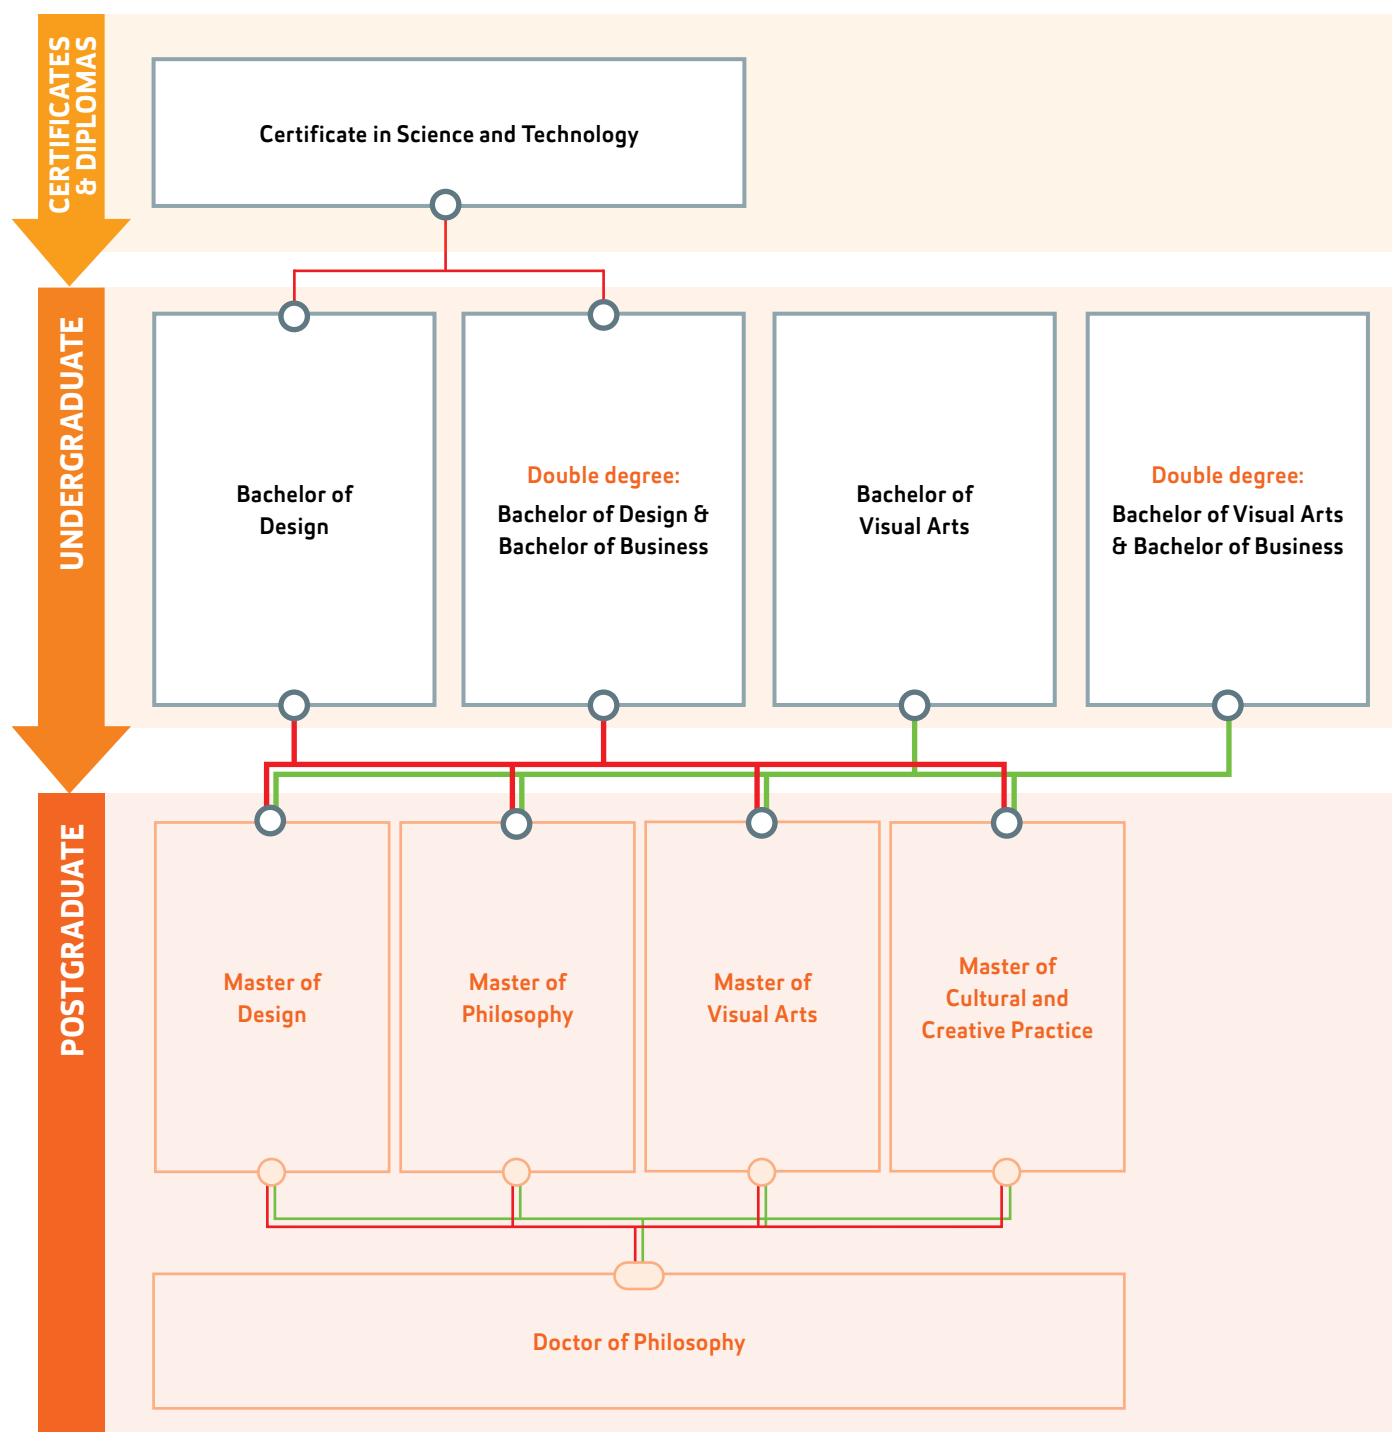 CERTIFICATES
& DIPLOMAS
Certificate in Science and Technology
UNDERGRADUATE
Bachelor of
Design
Double degree:
Bachelor of Design &
Bachelor of Business
Bachelor of
Visual Arts
Double degree:
Bachelor of Visual Arts
& Bachelor of Business
POSTGRADUATE
Master of
Design
Master of
Philosophy
Master of
Visual Arts
Master of
Cultural and
Creative Practice
Doctor of Philosophy